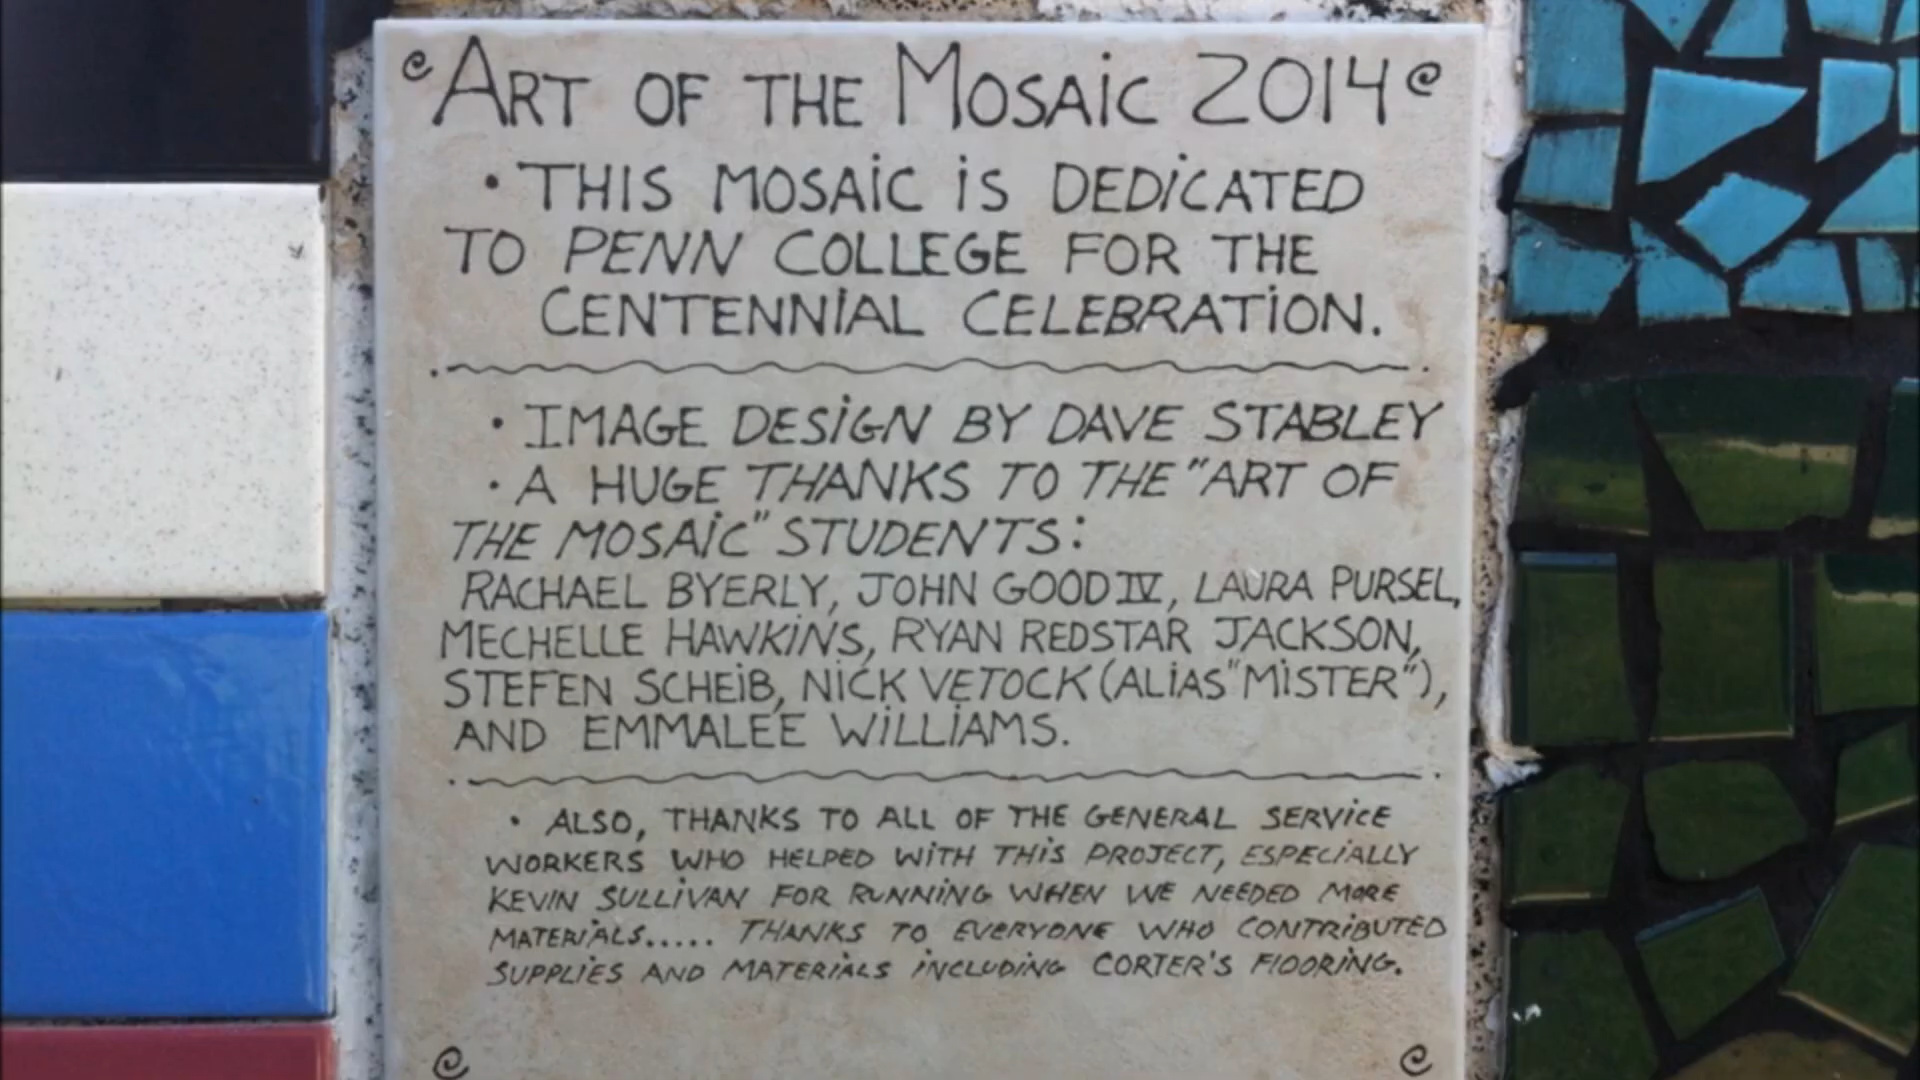 ART OF THE MOSAIC 2014
• THIS MOSAIC IS DEDICATED
TO PENN COLLEGE FOR THE
CENTENNIAL CELEBRATION.
• IMAGE DESIGN BY DAVE STABLEY
• A HUGE THANKS TO THE "ART OF
THE MOSAIC" STUDENTS:
RACHAEL BYERLY, JOHN GOOD IV, LAURA PURSEL,
MECHELLE HAWKINS, RYAN REDSTAR JACKSON,
STEFEN SCHEIB, NICK VETOCK (ALIAS "MISTER"),
AND EMMALEE WILLIAMS.
• ALSO, THANKS TO ALL OF THE GENERAL SERVICE
WORKERS WHO HELPED WITH THIS PROJECT, ESPECIALLY
KEVIN SULLIVAN FOR RUNNING WHEN WE NEEDED MORE
MATERIALS..... THANKS TO EVERYONE WHO CONTRIBUTED
SUPPLIES AND MATERIALS INCLUDING CORTER'S FLOORING.